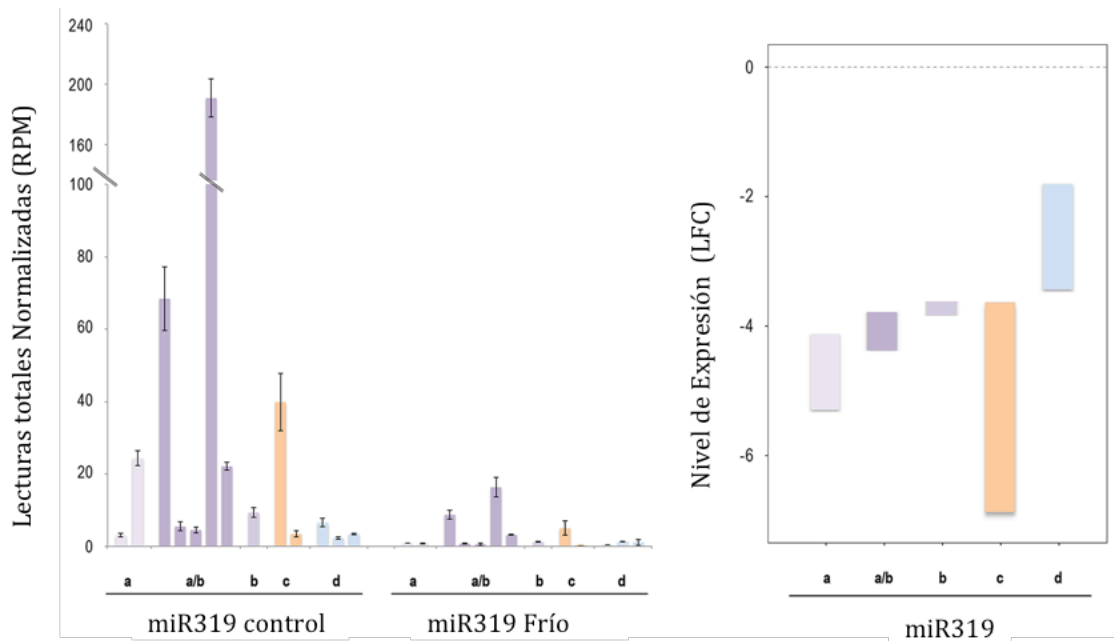 Lecturas totales Normalizadas (RPM)
240
200
160
100
80
60
40
20
0
a a/b b c d a a/b b c d
miR319 control miR319 Frío
Nivel de Expresión (LFC)
0
-2
-4
-6
a a/b b c d
miR319